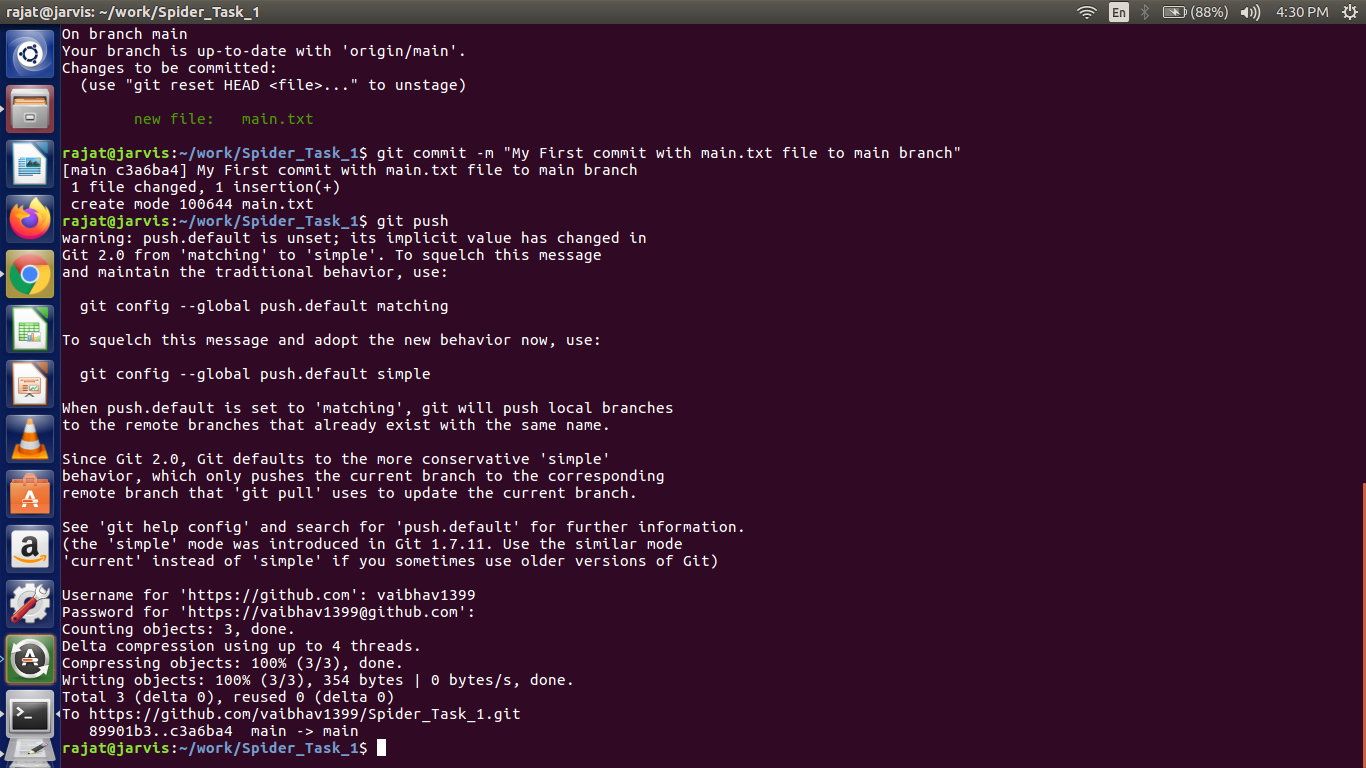 rajat@jarvis: ~/work/Spider_Task_1
En
(88%)
4:30 PM
On branch main
Your branch is up-to-date with 'origin/main'.
Changes to be committed:
  (use "git reset HEAD <file>..." to unstage)
        new file:   main.txt
rajat@jarvis:~/work/Spider_Task_1$ git commit -m "My First commit with main.txt file to main branch"
[main c3a6ba4] My First commit with main.txt file to main branch
 1 file changed, 1 insertion(+)
 create mode 100644 main.txt
rajat@jarvis:~/work/Spider_Task_1$ git push
warning: push.default is unset; its implicit value has changed in
Git 2.0 from 'matching' to 'simple'. To squelch this message
and maintain the traditional behavior, use:
  git config --global push.default matching
To squelch this message and adopt the new behavior now, use:
  git config --global push.default simple
When push.default is set to 'matching', git will push local branches
to the remote branches that already exist with the same name.
Since Git 2.0, Git defaults to the more conservative 'simple'
behavior, which only pushes the current branch to the corresponding
remote branch that 'git pull' uses to update the current branch.
See 'git help config' and search for 'push.default' for further information.
(the 'simple' mode was introduced in Git 1.7.11. Use the similar mode
'current' instead of 'simple' if you sometimes use older versions of Git)
Username for 'https://github.com': vaibhav1399
Password for 'https://vaibhav1399@github.com':
Counting objects: 3, done.
Delta compression using up to 4 threads.
Compressing objects: 100% (3/3), done.
Writing objects: 100% (3/3), 354 bytes | 0 bytes/s, done.
Total 3 (delta 0), reused 0 (delta 0)
To https://github.com/vaibhav1399/Spider_Task_1.git
   89901b3..c3a6ba4  main -> main
rajat@jarvis:~/work/Spider_Task_1$